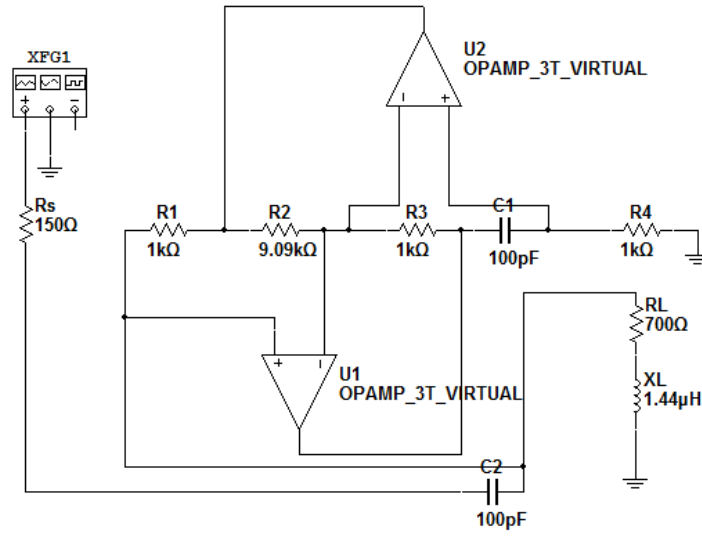 XFG1
+
−
U2
OPAMP_3T_VIRTUAL
−
+
Rs
150Ω
R1
1kΩ
R2
9.09kΩ
R3
1kΩ
C1
100pF
R4
1kΩ
RL
700Ω
+
−
U1
OPAMP_3T_VIRTUAL
XL
1.44µH
C2
100pF